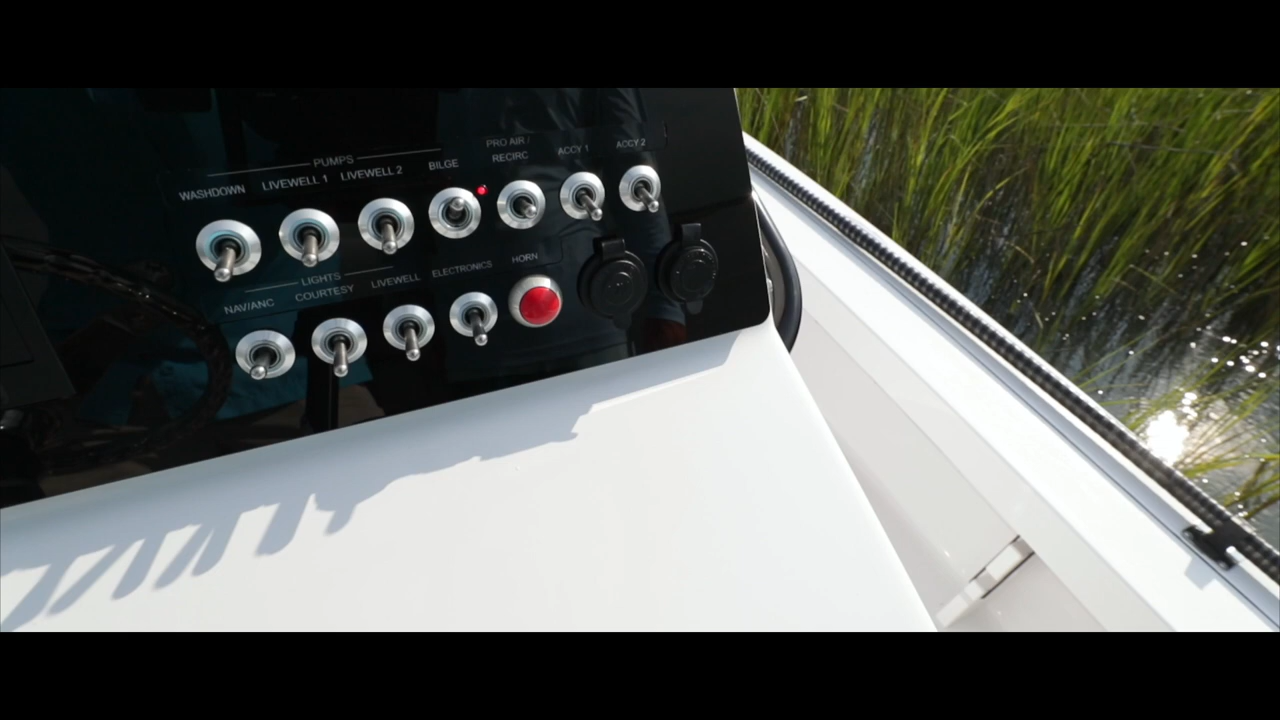 PUMPS
WASHDOWN LIVEWELL 1 LIVEWELL 2 BILGE PRO AIR / RECIRC ACCY 1 ACCY 2
LIGHTS
NAV/ANC COURTESY LIVEWELL ELECTRONICS HORN